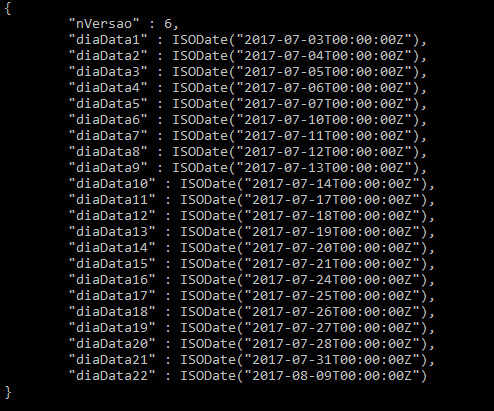 {
"nVersao" : 6,
"diaData1" : ISODate("2017-07-03T00:00:00Z"),
"diaData2" : ISODate("2017-07-04T00:00:00Z"),
"diaData3" : ISODate("2017-07-05T00:00:00Z"),
"diaData4" : ISODate("2017-07-06T00:00:00Z"),
"diaData5" : ISODate("2017-07-07T00:00:00Z"),
"diaData6" : ISODate("2017-07-10T00:00:00Z"),
"diaData7" : ISODate("2017-07-11T00:00:00Z"),
"diaData8" : ISODate("2017-07-12T00:00:00Z"),
"diaData9" : ISODate("2017-07-13T00:00:00Z"),
"diaData10" : ISODate("2017-07-14T00:00:00Z"),
"diaData11" : ISODate("2017-07-17T00:00:00Z"),
"diaData12" : ISODate("2017-07-18T00:00:00Z"),
"diaData13" : ISODate("2017-07-19T00:00:00Z"),
"diaData14" : ISODate("2017-07-20T00:00:00Z"),
"diaData15" : ISODate("2017-07-21T00:00:00Z"),
"diaData16" : ISODate("2017-07-24T00:00:00Z"),
"diaData17" : ISODate("2017-07-25T00:00:00Z"),
"diaData18" : ISODate("2017-07-26T00:00:00Z"),
"diaData19" : ISODate("2017-07-27T00:00:00Z"),
"diaData20" : ISODate("2017-07-28T00:00:00Z"),
"diaData21" : ISODate("2017-07-31T00:00:00Z"),
"diaData22" : ISODate("2017-08-09T00:00:00Z")
}